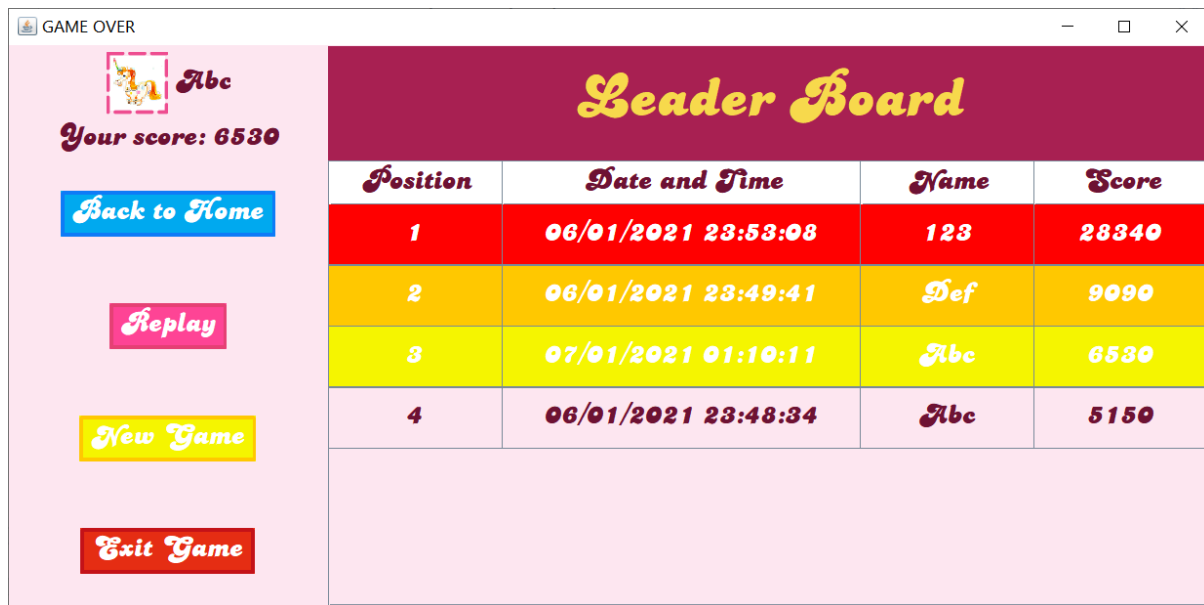 GAME OVER
Abc
Your score: 6530
Back to Home
Replay
New Game
Exit Game
Leader Board
Position Date and Time Name Score
1 06/01/2021 23:53:08 123 28340
2 06/01/2021 23:49:41 Def 9090
3 07/01/2021 01:10:11 Abc 6530
4 06/01/2021 23:48:34 Abc 5150